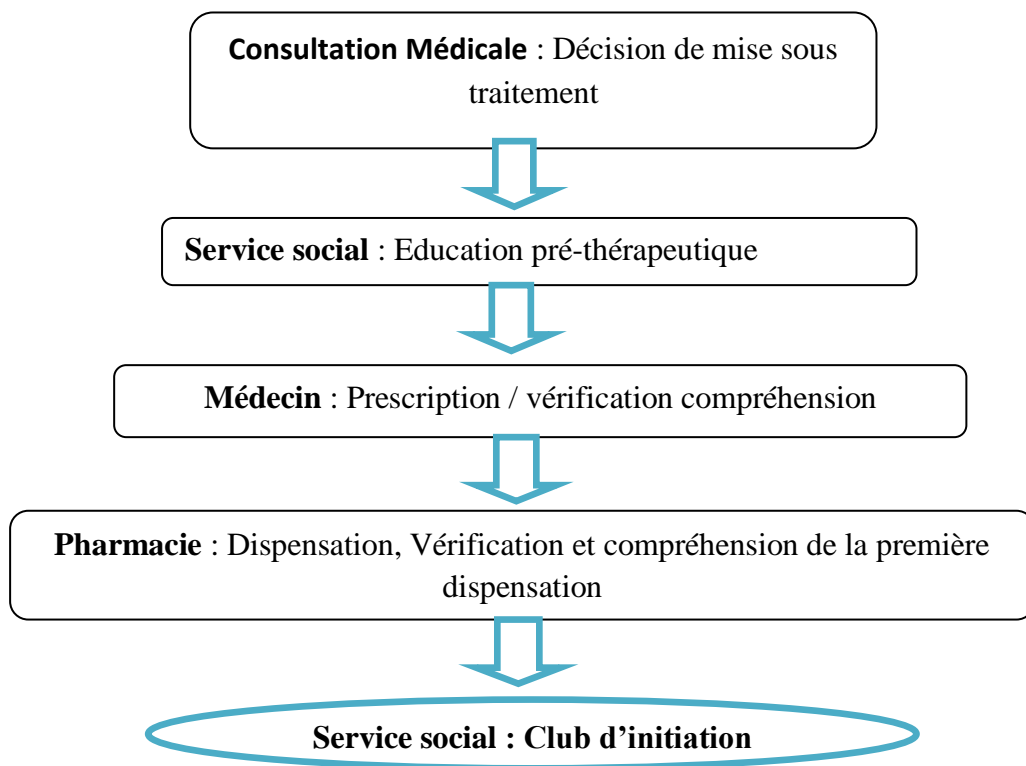 Consultation Médicale : Décision de mise sous
traitement
Service social : Education pré-thérapeutique
Médecin : Prescription / vérification compréhension
Pharmacie : Dispensation, Vérification et compréhension de la première
dispensation
Service social : Club d’initiation